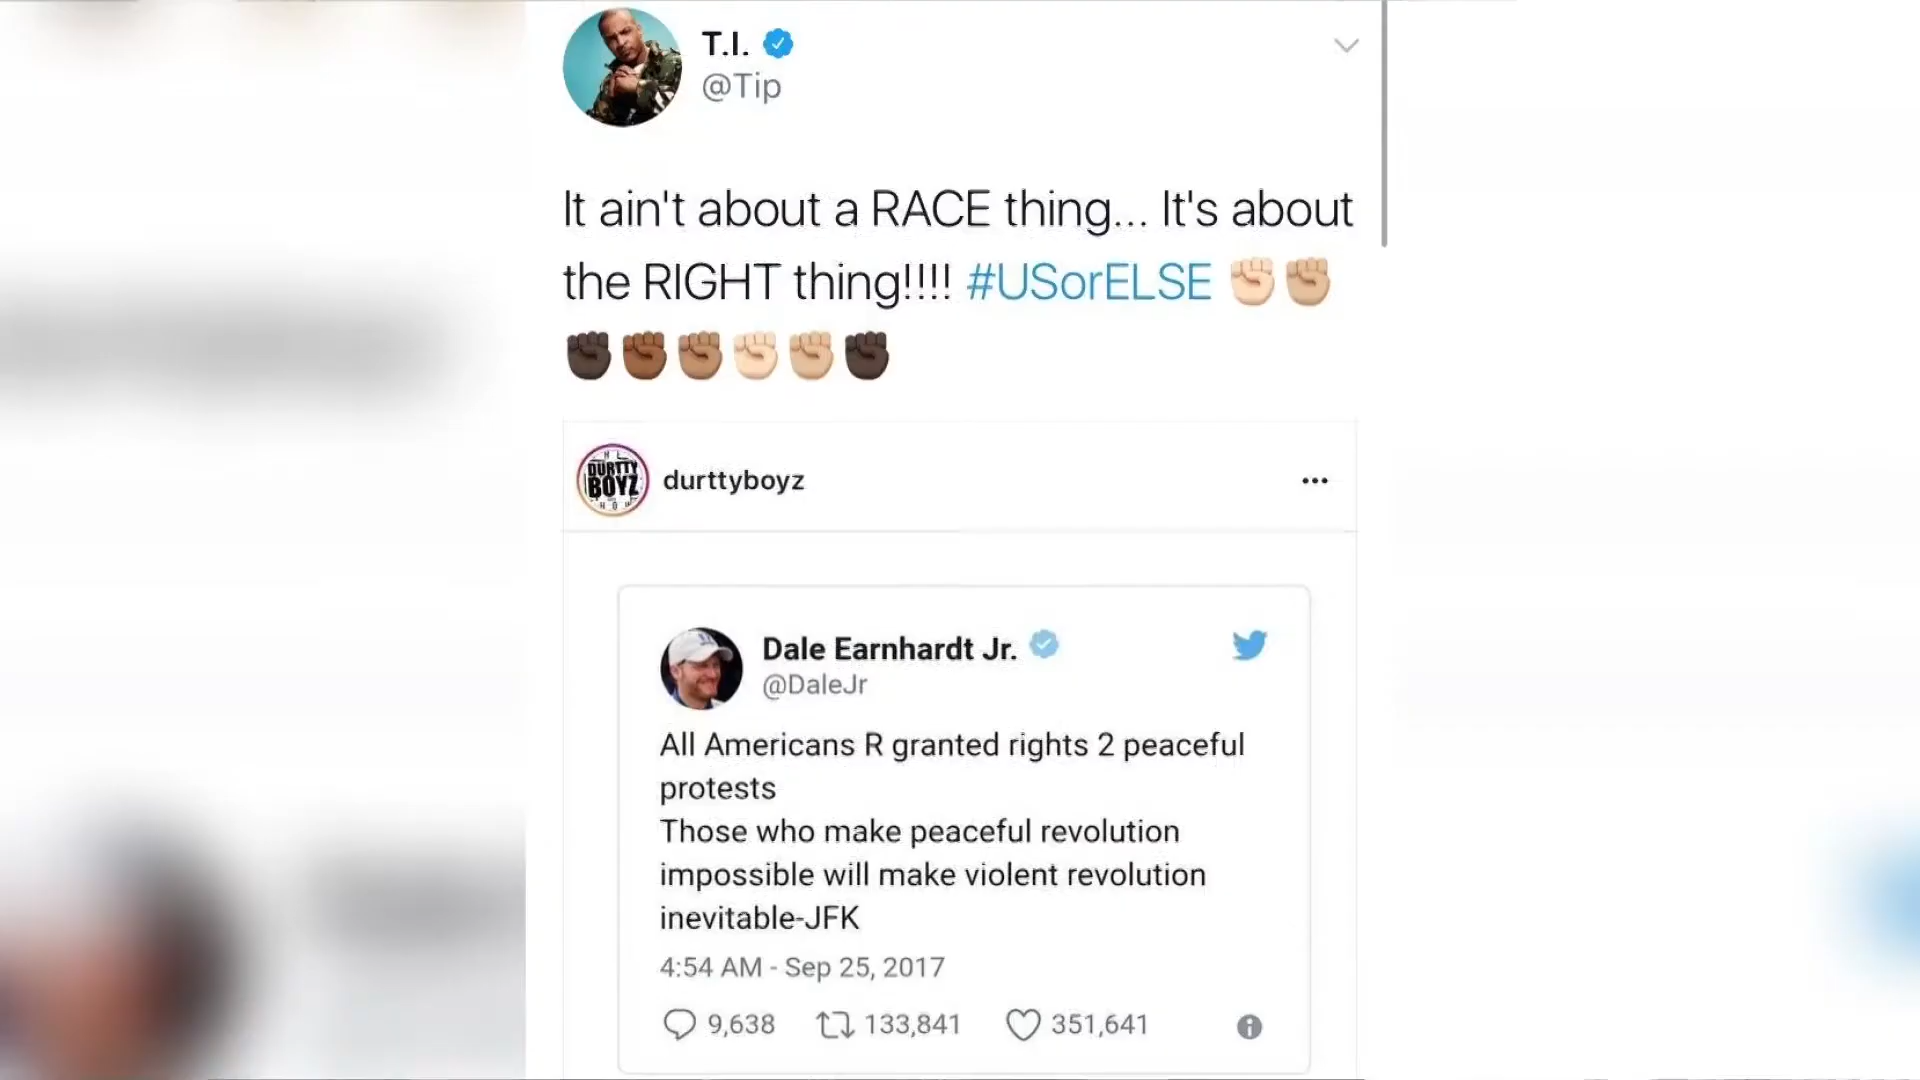 T.I.
@Tip
It ain't about a RACE thing... It's about
the RIGHT thing!!!! #USorELSE ✊🏻✊🏼
✊🏿✊🏾✊🏽✊🏻✊🏼✊🏿
DURTTY
BOYZ
durttyboyz
Dale Earnhardt Jr.
@DaleJr
All Americans R granted rights 2 peaceful
protests
Those who make peaceful revolution
impossible will make violent revolution
inevitable-JFK
4:54 AM - Sep 25, 2017
9,638 133,841 351,641